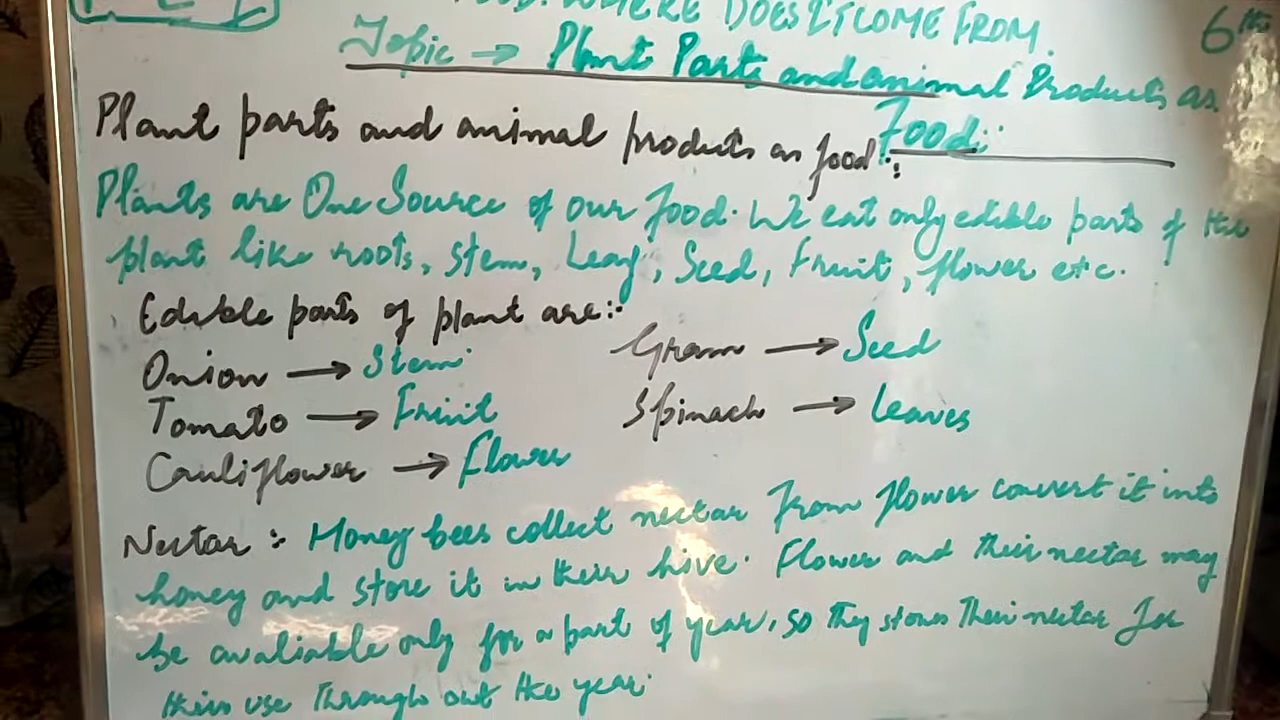 FOOD: WHERE DOES IT COME FROM.
6th
Topic → Plant Parts and animal Products as
Food::
Plant parts and animal products as food:
Plants are One Source of our food. We eat only edible parts of the
plant like roots, stem, Leaf, Seed, Fruit, flower etc.
Edible parts of plant are:-
Onion → Stem
Gram → Seed
Tomato → Fruit
Spinach → leaves
Cauliflower → Flower
Nectar : Honey bees collect nectar from flower convert it into
honey and store it in their hive. Flower and their nectar may
be avaliable only for a part of year, so they stores their nectar for
their use through out the year.